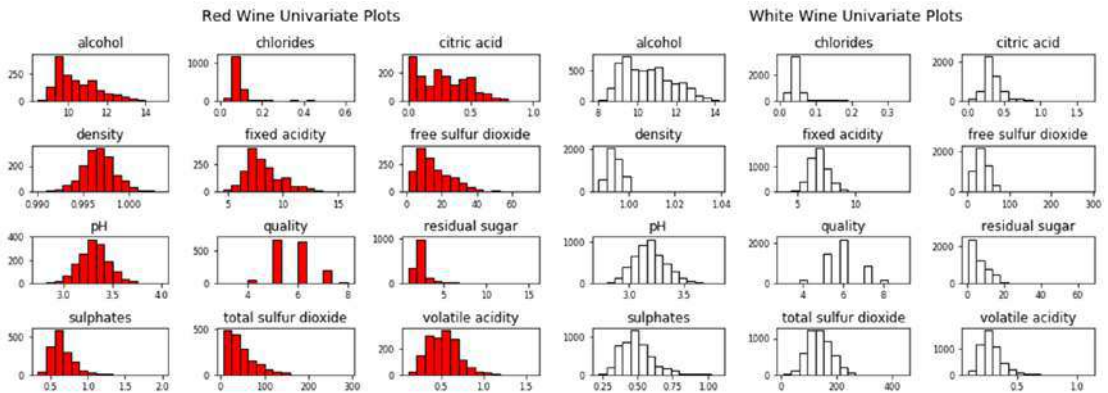 Red Wine Univariate Plots
alcohol chlorides citric acid
250 1000 200
0 0 0
10 12 14 0.0 0.2 0.4 0.6 0.0 0.5 1.0
density fixed acidity free sulfur dioxide
200 200 200
0 0 0
0.990 0.995 1.000 5 10 15 0 20 40 60
pH quality residual sugar
400 500 1000
200
0 0 0
3.0 3.5 4.0 4 6 8 5 10 15
sulphates total sulfur dioxide volatile acidity
500 500 200
250
0 0 0
0.5 1.0 1.5 2.0 0 100 200 300 0.5 1.0 1.5
White Wine Univariate Plots
alcohol chlorides citric acid
500 2000 2000
0 0 0
8 10 12 14 0.0 0.1 0.2 0.3 0.0 0.5 1.0 1.5
density fixed acidity free sulfur dioxide
2000 1000 2000
0 0 0
1.00 1.02 1.04 5 10 0 100 200 300
pH quality residual sugar
1000 2000 2000
0 0 0
3.0 3.5 4 6 8 0 20 40 60
sulphates total sulfur dioxide volatile acidity
1000 1000 1000
0 0 0
0.25 0.50 0.75 1.00 0 200 400 0.5 1.0